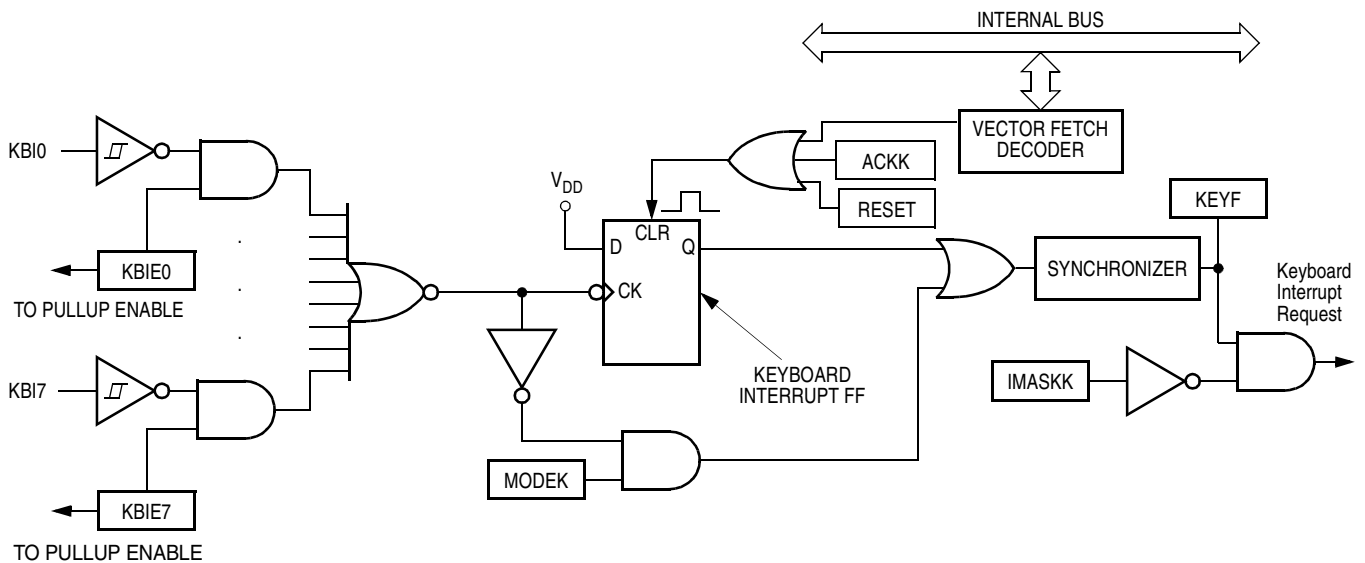 INTERNAL BUS
VECTOR FETCH
DECODER
ACKK
RESET
KBI0
KBIE0
TO PULLUP ENABLE
KBI7
KBIE7
TO PULLUP ENABLE
VDD
CLR
D
Q
CK
KEYBOARD
INTERRUPT FF
MODEK
SYNCHRONIZER
KEYF
IMASKK
Keyboard
Interrupt
Request